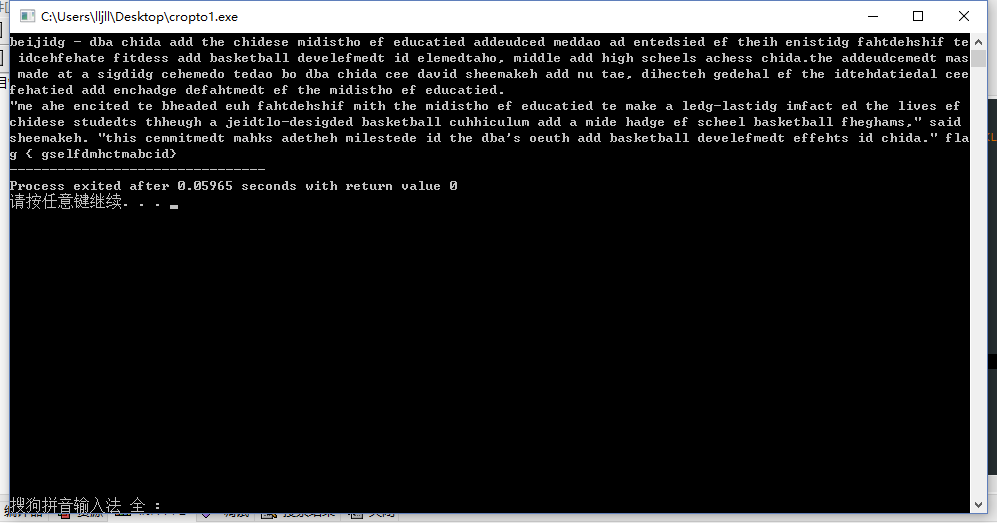 C:\Users\lljll\Desktop\cropto1.exe
beijidg - dba chida add the chidese midistho ef educatied addeudced meddao ad entedsied ef theih enistidg fahtdehshif te
idcehfehate fitdess add basketball develefmedt id elemedtaho, middle add high scheels achess chida.the addeudcemedt mas
made at a sigdidg cehemedo tedao bo dba chida cee david sheemakeh add nu tae, dihecteh gedehal ef the idtehdatiedal cee
fehatied add enchadge defahtmedt ef the midistho ef educatied.
"me ahe encited te bheaded euh fahtdehshif mith the midistho ef educatied te make a ledg-lastidg imfact ed the lives ef
chidese studedts thheugh a jeidtlo-desigded basketball cuhhiculum add a mide hadge ef scheel basketball fheghams," said
sheemakeh. "this cemmitmedt mahks adetheh milestede id the dba's oeuth add basketball develefmedt effehts id chida." fla
g { gselfdmhctmabcid}
--------------------------------
Process exited after 0.05965 seconds with return value 0
请按任意键继续. . .
搜狗拼音输入法 全 :